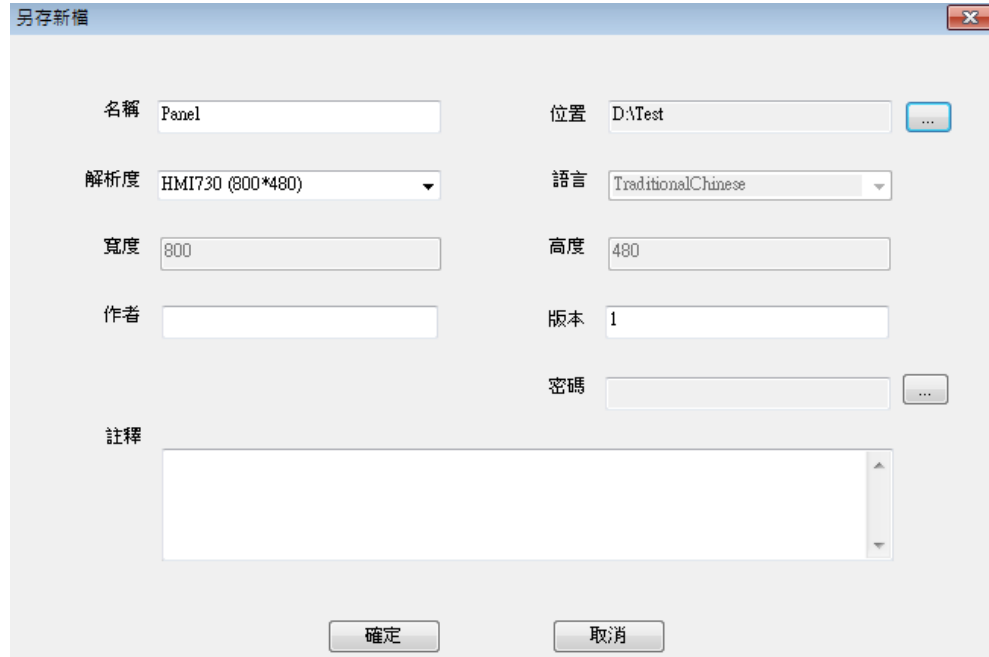 另存新檔
名稱 Panel 位置 D:\Test ...
解析度 HMI730 (800*480) 語言 TraditionalChinese
寬度 800 高度 480
作者 版本 1
密碼 ...
註釋
確定 取消